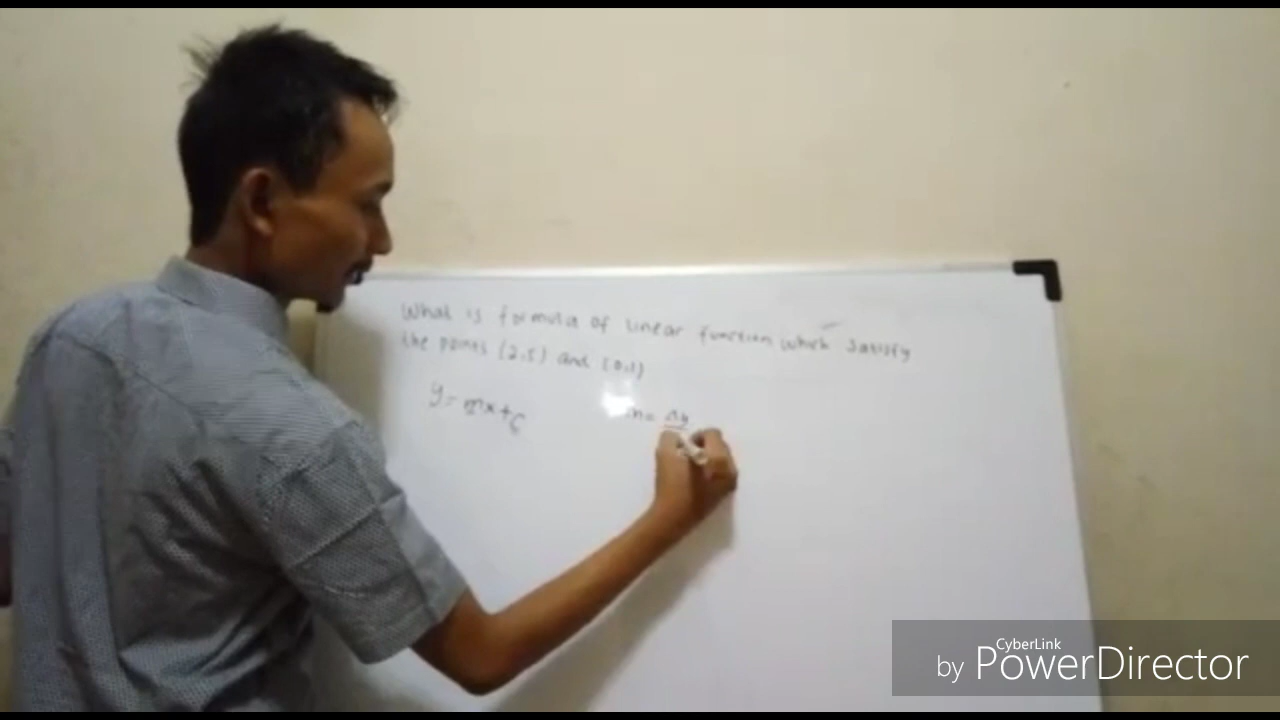 What is formula of linear function which satisfy
the points (2,5) and (0,1)
y = mx + c
m = Δy
CyberLink
by PowerDirector